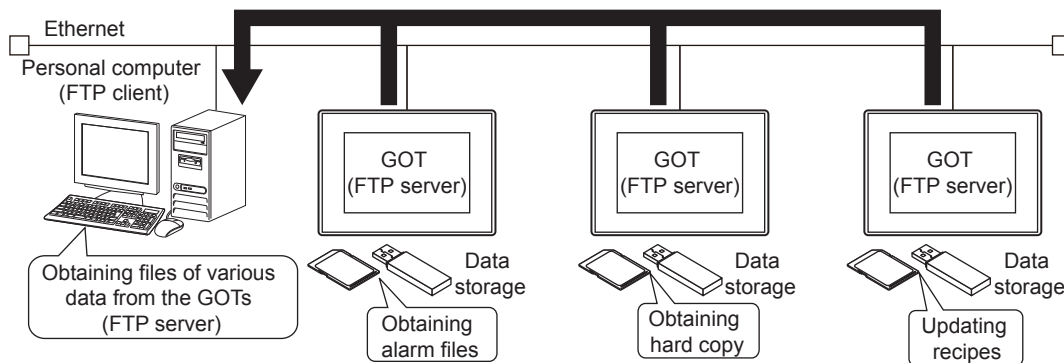 Ethernet
Personal computer
(FTP client)
GOT
(FTP server)
GOT
(FTP server)
GOT
(FTP server)
Obtaining files of various
data from the GOTs
(FTP server)
Data
storage
Obtaining
alarm files
Data
storage
Obtaining
hard copy
Data
storage
Updating
recipes